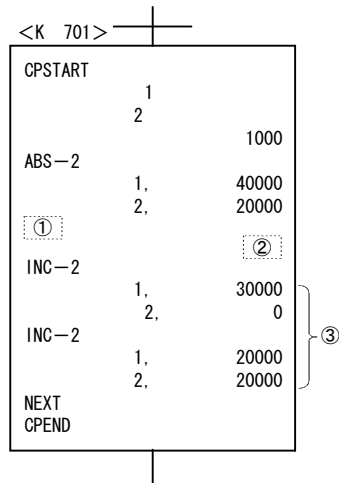 <K 701>
CPSTART
1
2
1000
ABS-2
1, 40000
2, 20000
①
②
INC-2
1, 30000
2, 0
③
INC-2
1, 20000
2, 20000
NEXT
CPEND